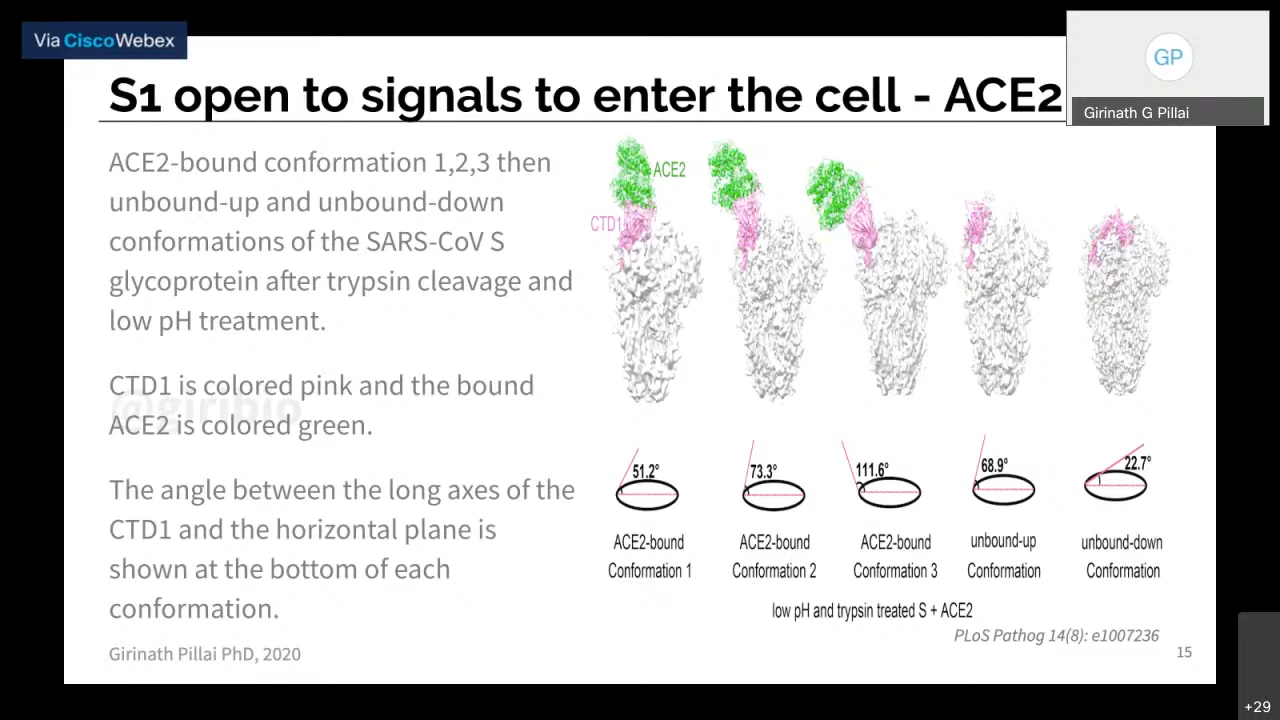 Via Cisco Webex
GP
Girinath G Pillai
S1 open to signals to enter the cell - ACE2
ACE2-bound conformation 1,2,3 then
unbound-up and unbound-down
conformations of the SARS-CoV S
glycoprotein after trypsin cleavage and
low pH treatment.
CTD1 is colored pink and the bound
ACE2 is colored green.
@giribio
The angle between the long axes of the
CTD1 and the horizontal plane is
shown at the bottom of each
conformation.
ACE2
CTD1
51.2°
73.3°
111.6°
68.9°
22.7°
ACE2-bound
Conformation 1
ACE2-bound
Conformation 2
ACE2-bound
Conformation 3
unbound-up
Conformation
unbound-down
Conformation
low pH and trypsin treated S + ACE2
PLoS Pathog 14(8): e1007236
Girinath Pillai PhD, 2020
15
+29